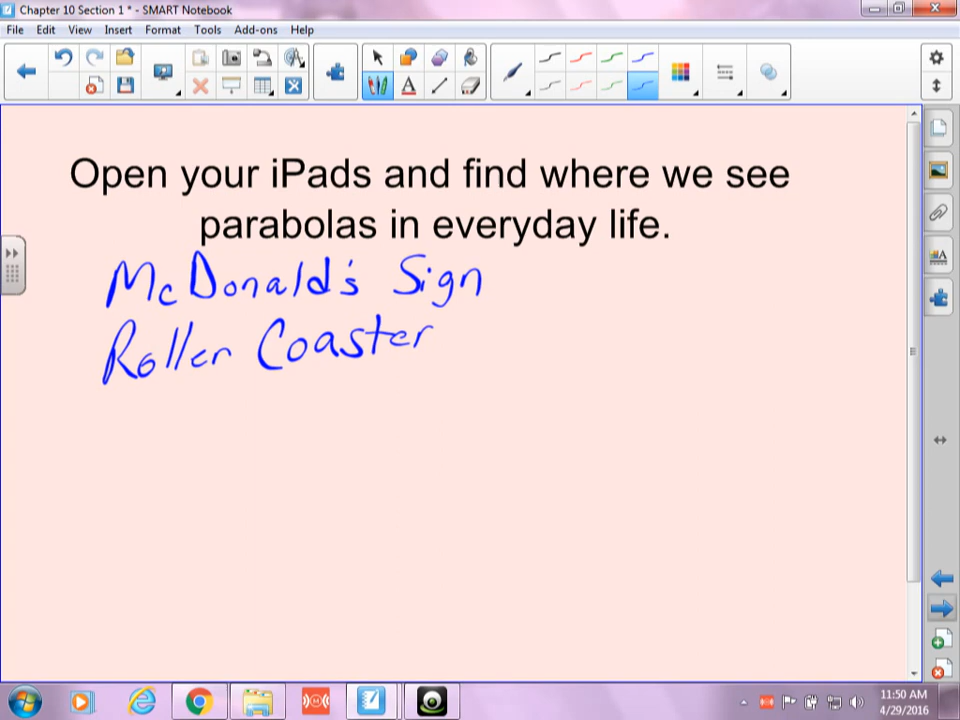 Chapter 10 Section 1 * - SMART Notebook
File Edit View Insert Format Tools Add-ons Help
Open your iPads and find where we see
parabolas in everyday life.
McDonald's Sign
Roller Coaster
11:50 AM
4/29/2016